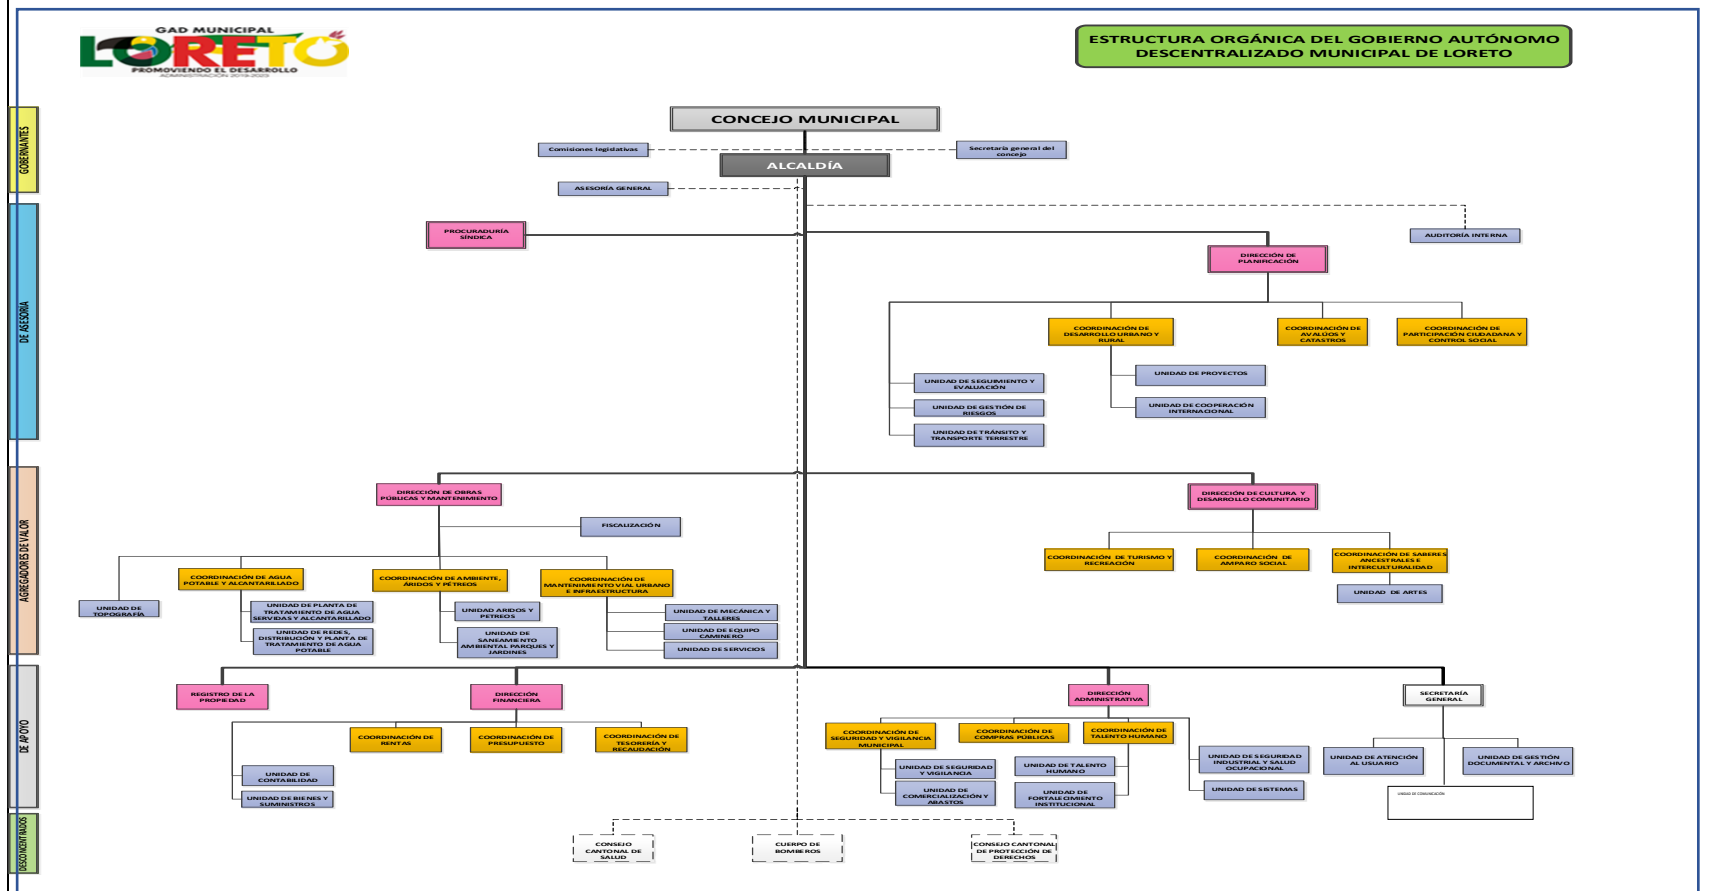 GAD MUNICIPAL
LORETO
PROMOVIENDO EL DESARROLLO
ADMINISTRACIÓN 2019-2023
ESTRUCTURA ORGÁNICA DEL GOBIERNO AUTÓNOMO
DESCENTRALIZADO MUNICIPAL DE LORETO
GOBERNANTES
CONCEJO MUNICIPAL
Comisiones legislativas
Secretaría general del
concejo
ALCALDÍA
ASESORÍA GENERAL
DE ASESORÍA
PROCURADURÍA
SÍNDICA
AUDITORÍA INTERNA
DIRECCIÓN DE
PLANIFICACIÓN
COORDINACIÓN DE
DESARROLLO URBANO Y
RURAL
COORDINACIÓN DE
AVALÚOS Y
CATASTROS
COORDINACIÓN DE
PARTICIPACIÓN CIUDADANA Y
CONTROL SOCIAL
UNIDAD DE SEGUIMIENTO Y
EVALUACIÓN
UNIDAD DE GESTIÓN DE
RIESGOS
UNIDAD DE TRÁNSITO Y
TRANSPORTE TERRESTRE
UNIDAD DE PROYECTOS
UNIDAD DE COOPERACIÓN
INTERNACIONAL
AGREGADORES DE VALOR
DIRECCIÓN DE OBRAS
PÚBLICAS Y MANTENIMIENTO
FISCALIZACIÓN
UNIDAD DE
TOPOGRAFÍA
COORDINACIÓN DE AGUA
POTABLE Y ALCANTARILLADO
UNIDAD DE PLANTA DE
TRATAMIENTO DE AGUA
SERVIDAS Y ALCANTARILLADO
UNIDAD DE REDES,
DISTRIBUCIÓN Y PLANTA DE
TRATAMIENTO DE AGUA
POTABLE
COORDINACIÓN DE AMBIENTE,
ÁRIDOS Y PÉTREOS
UNIDAD ARIDOS Y
PETREOS
UNIDAD DE
SANEAMIENTO
AMBIENTAL PARQUES Y
JARDINES
COORDINACIÓN DE
MANTENIMIENTO VIAL URBANO
E INFRAESTRUCTURA
UNIDAD DE MECÁNICA Y
TALLERES
UNIDAD DE EQUIPO
CAMINERO
UNIDAD DE SERVICIOS
DIRECCIÓN DE CULTURA Y
DESARROLLO COMUNITARIO
COORDINACIÓN DE TURISMO Y
RECREACIÓN
COORDINACIÓN DE
AMPARO SOCIAL
COORDINACIÓN DE SABERES
ANCESTRALES E
INTERCULTURALIDAD
UNIDAD DE ARTES
DE APOYO
REGISTRO DE LA
PROPIEDAD
DIRECCIÓN
FINANCIERA
COORDINACIÓN DE
RENTAS
COORDINACIÓN DE
PRESUPUESTO
COORDINACIÓN DE
TESORERÍA Y
RECAUDACIÓN
UNIDAD DE
CONTABILIDAD
UNIDAD DE BIENES Y
SUMINISTROS
DIRECCIÓN
ADMINISTRATIVA
COORDINACIÓN DE
SEGURIDAD Y VIGILANCIA
MUNICIPAL
COORDINACIÓN DE
COMPRAS PÚBLICAS
COORDINACIÓN DE
TALENTO HUMANO
UNIDAD DE SEGURIDAD
Y VIGILANCIA
UNIDAD DE
COMERCIALIZACIÓN Y
ABASTOS
UNIDAD DE TALENTO
HUMANO
UNIDAD DE
FORTALECIMIENTO
INSTITUCIONAL
UNIDAD DE SEGURIDAD
INDUSTRIAL Y SALUD
OCUPACIONAL
UNIDAD DE SISTEMAS
SECRETARÍA
GENERAL
UNIDAD DE ATENCIÓN
AL USUARIO
UNIDAD DE GESTIÓN
DOCUMENTAL Y ARCHIVO
UNIDAD DE COMUNICACIÓN
DESCONCENTRADOS
CONSEJO
CANTONAL DE
SALUD
CUERPO DE
BOMBEROS
CONSEJO CANTONAL
DE PROTECCIÓN DE
DERECHOS